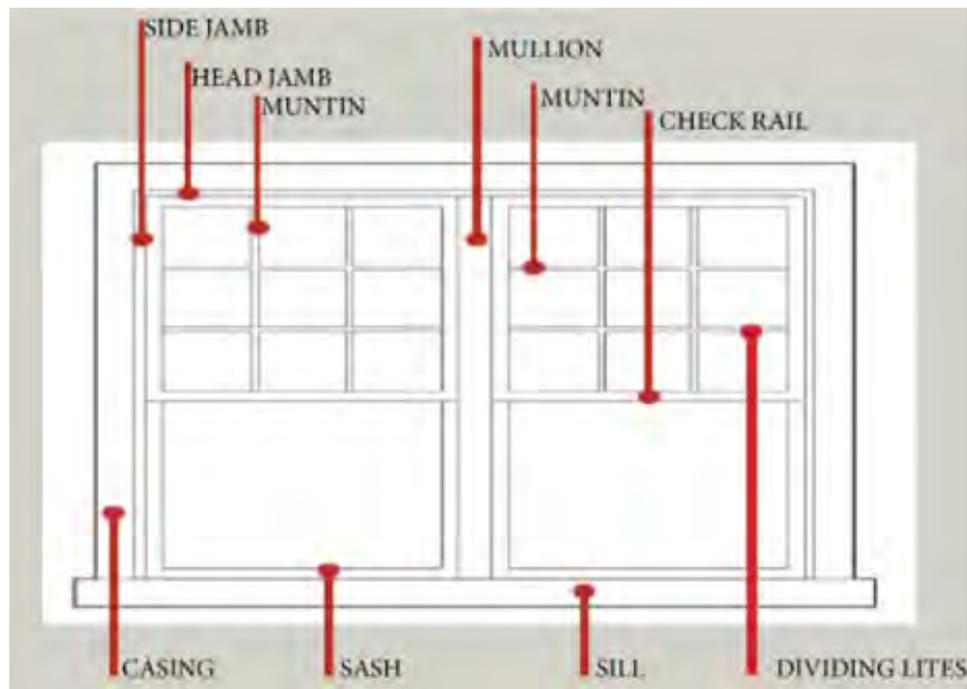 SIDE JAMB
HEAD JAMB
MUNTIN
MULLION
MUNTIN
CHECK RAIL
CASING
SASH
SILL
DIVIDING LITES